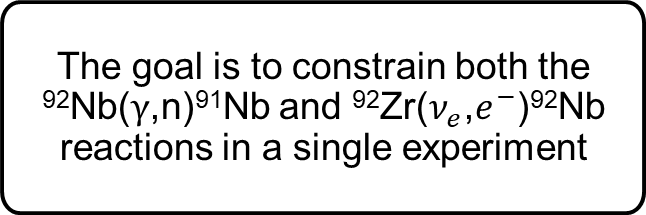 The goal is to constrain both the
⁹²Nb(γ,n)⁹¹Nb and ⁹²Zr(𝜈ₑ,𝑒⁻)⁹²Nb
reactions in a single experiment